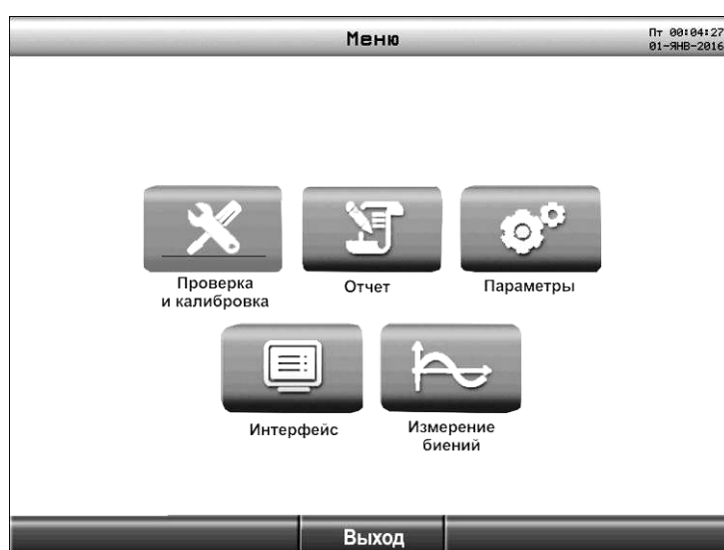 Меню
Пт 00:04:27
01-ЯНВ-2016
Проверка
и калибровка
Отчет
Параметры
Интерфейс
Измерение
биений
Выход